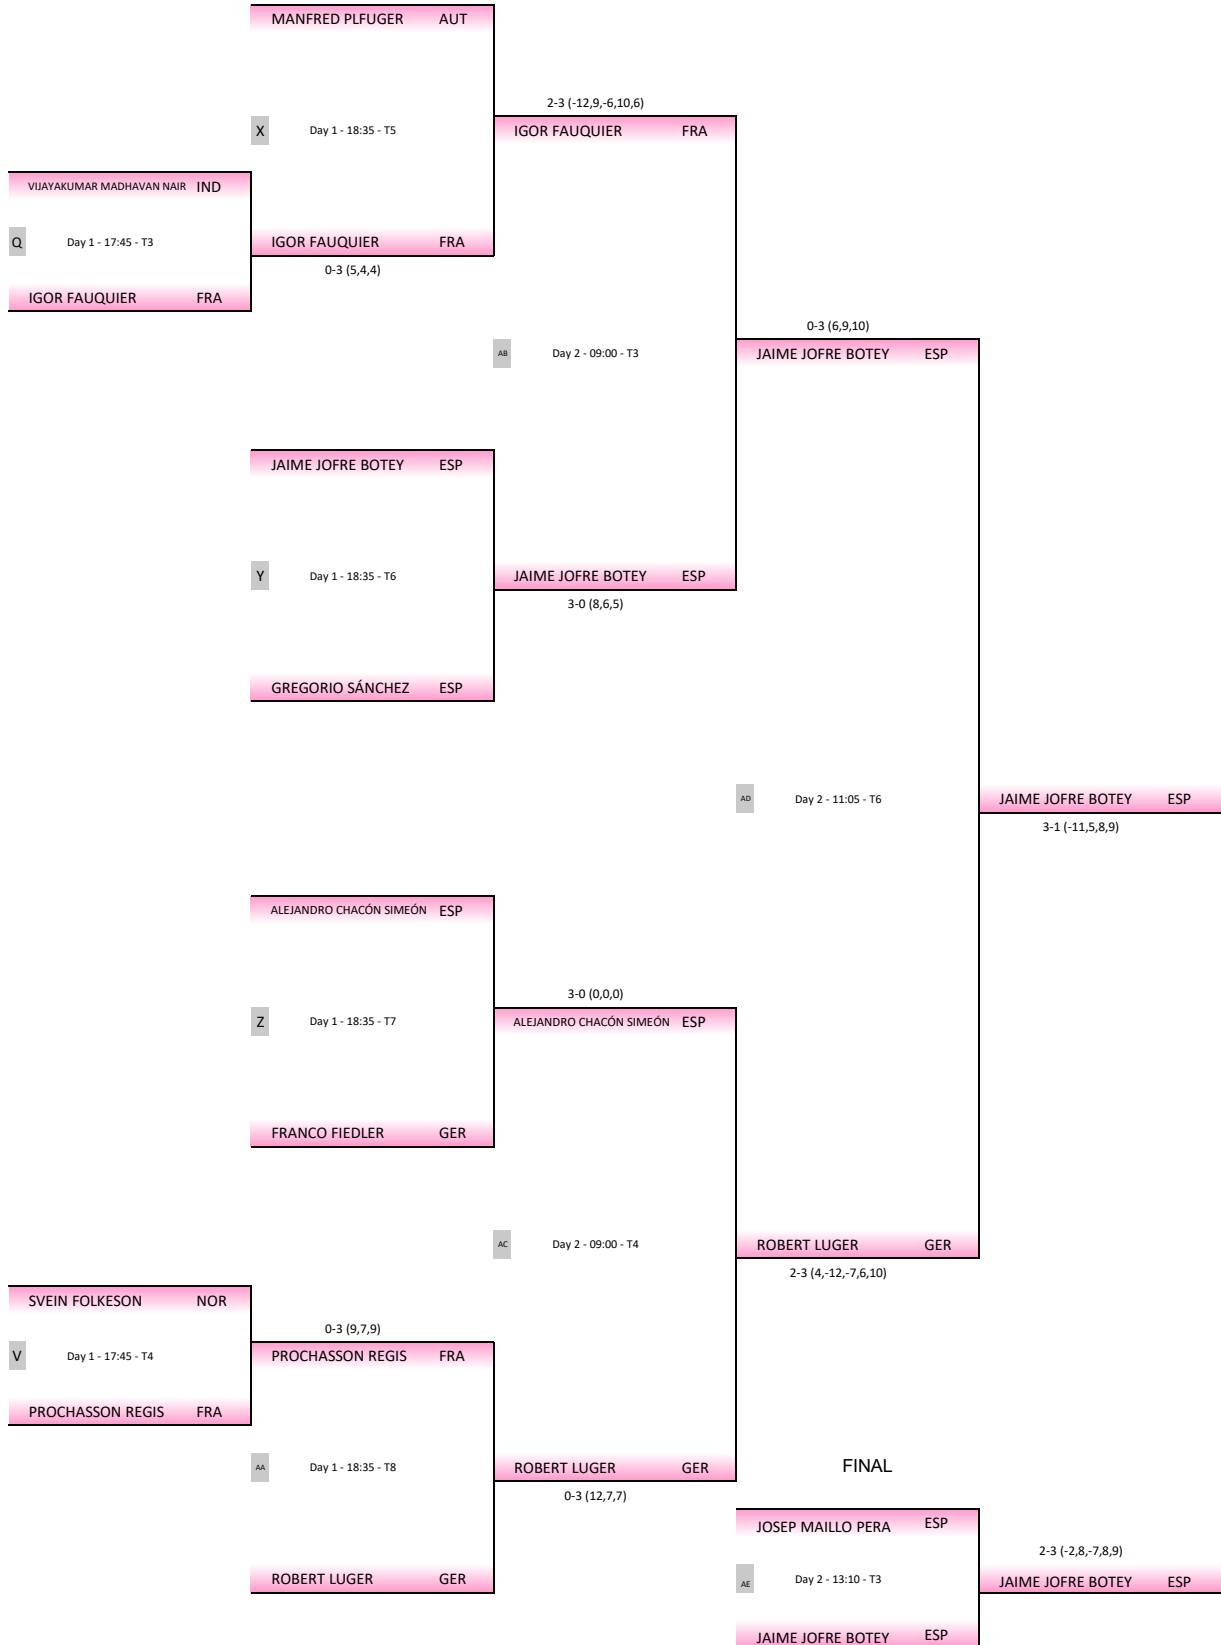 MANFRED PLFUGER AUT
2-3 (-12,9,-6,10,6)
X Day 1 - 18:35 - T5 IGOR FAUQUIER FRA
VIJAYAKUMAR MADHAVAN NAIR IND
Q Day 1 - 17:45 - T3 IGOR FAUQUIER FRA
0-3 (5,4,4)
IGOR FAUQUIER FRA
0-3 (6,9,10)
AB Day 2 - 09:00 - T3 JAIME JOFRE BOTEY ESP
JAIME JOFRE BOTEY ESP
Y Day 1 - 18:35 - T6 JAIME JOFRE BOTEY ESP
3-0 (8,6,5)
GREGORIO SÁNCHEZ ESP
AD Day 2 - 11:05 - T6 JAIME JOFRE BOTEY ESP
3-1 (-11,5,8,9)
ALEJANDRO CHACÓN SIMEÓN ESP
3-0 (0,0,0)
Z Day 1 - 18:35 - T7 ALEJANDRO CHACÓN SIMEÓN ESP
FRANCO FIEDLER GER
AC Day 2 - 09:00 - T4 ROBERT LUGER GER
2-3 (4,-12,-7,6,10)
SVEIN FOLKESON NOR
0-3 (9,7,9)
V Day 1 - 17:45 - T4 PROCHASSON REGIS FRA
PROCHASSON REGIS FRA
AA Day 1 - 18:35 - T8 ROBERT LUGER GER FINAL
0-3 (12,7,7)
JOSEP MAILLO PERA ESP
2-3 (-2,8,-7,8,9)
ROBERT LUGER GER AE Day 2 - 13:10 - T3 JAIME JOFRE BOTEY ESP
JAIME JOFRE BOTEY ESP